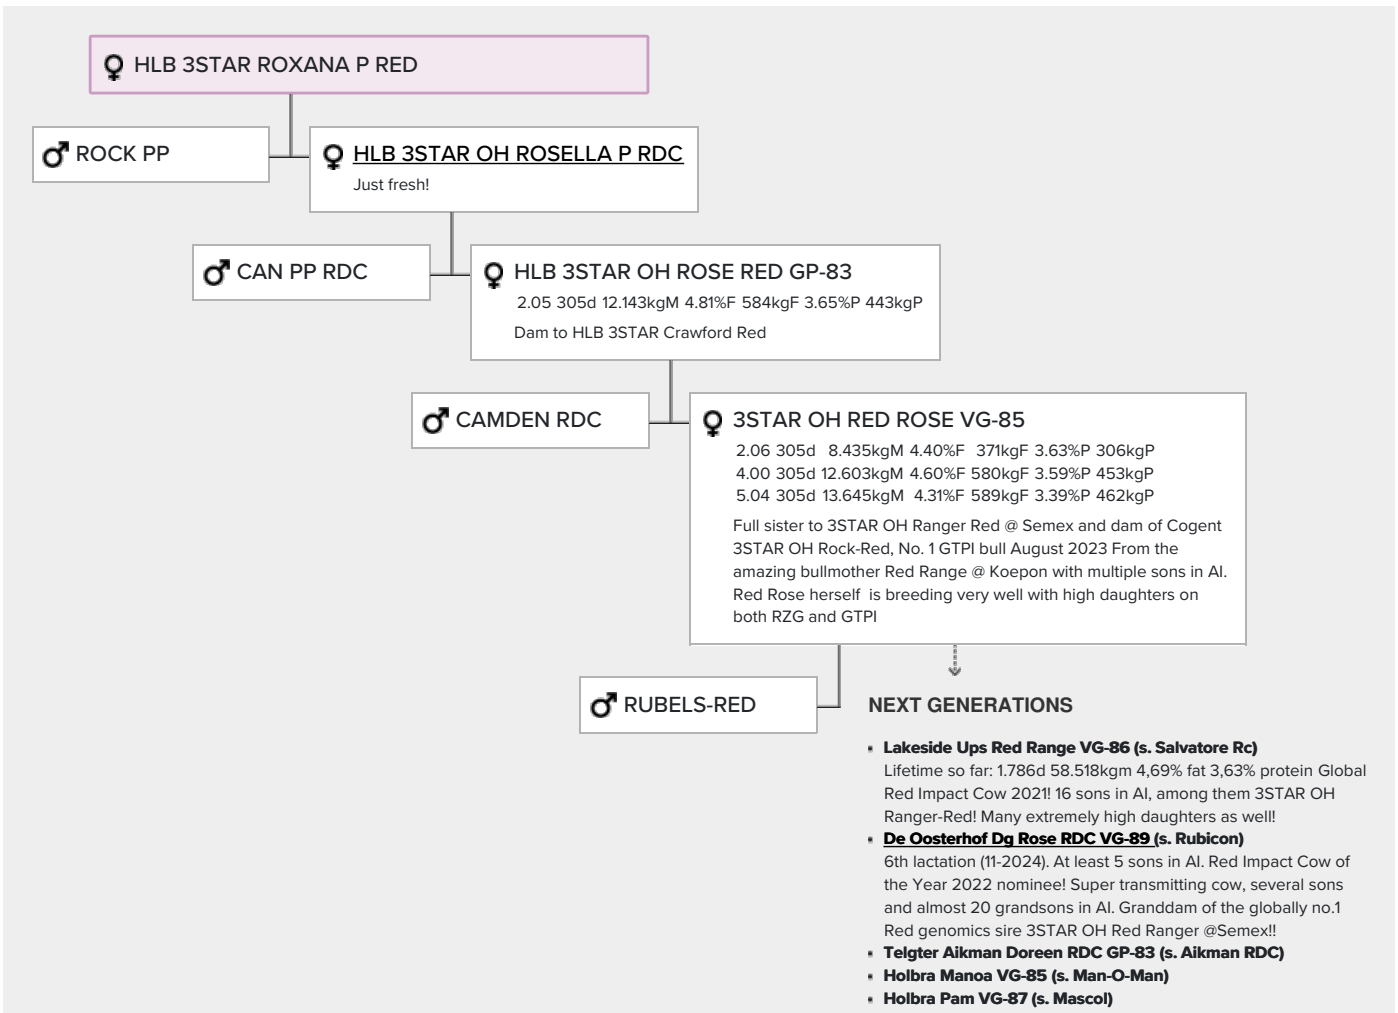 HLB 3STAR ROXANA P RED
ROCK PP
HLB 3STAR OH ROSELLA P RDC
Just fresh!
CAN PP RDC
HLB 3STAR OH ROSE RED GP-83
2.05 305d 12.143kgM 4.81%F 584kgF 3.65%P 443kgP
Dam to HLB 3STAR Crawford Red
CAMDEN RDC
3STAR OH RED ROSE VG-85
2.06 305d 8.435kgM 4.40%F 371kgF 3.63%P 306kgP
4.00 305d 12.603kgM 4.60%F 580kgF 3.59%P 453kgP
5.04 305d 13.645kgM 4.31%F 589kgF 3.39%P 462kgP
Full sister to 3STAR OH Ranger Red @ Semex and dam of Cogent
3STAR OH Rock-Red, No. 1 GTPI bull August 2023 From the
amazing bullmother Red Range @ Koepon with multiple sons in AI.
Red Rose herself is breeding very well with high daughters on
both RZG and GTPI
RUBELS-RED
NEXT GENERATIONS
Lakeside Ups Red Range VG-86 (s. Salvatore Rc)
Lifetime so far: 1.786d 58.518kgm 4,69% fat 3,63% protein Global
Red Impact Cow 2021! 16 sons in AI, among them 3STAR OH
Ranger-Red! Many extremely high daughters as well!
De Oosterhof Dg Rose RDC VG-89 (s. Rubicon)
6th lactation (11-2024). At least 5 sons in AI. Red Impact Cow of
the Year 2022 nominee! Super transmitting cow, several sons
and almost 20 grandsons in AI. Granddam of the globally no.1
Red genomics sire 3STAR OH Red Ranger @Semex!!
Telgter Aikman Doreen RDC GP-83 (s. Aikman RDC)
Holbra Manoa VG-85 (s. Man-O-Man)
Holbra Pam VG-87 (s. Mascol)